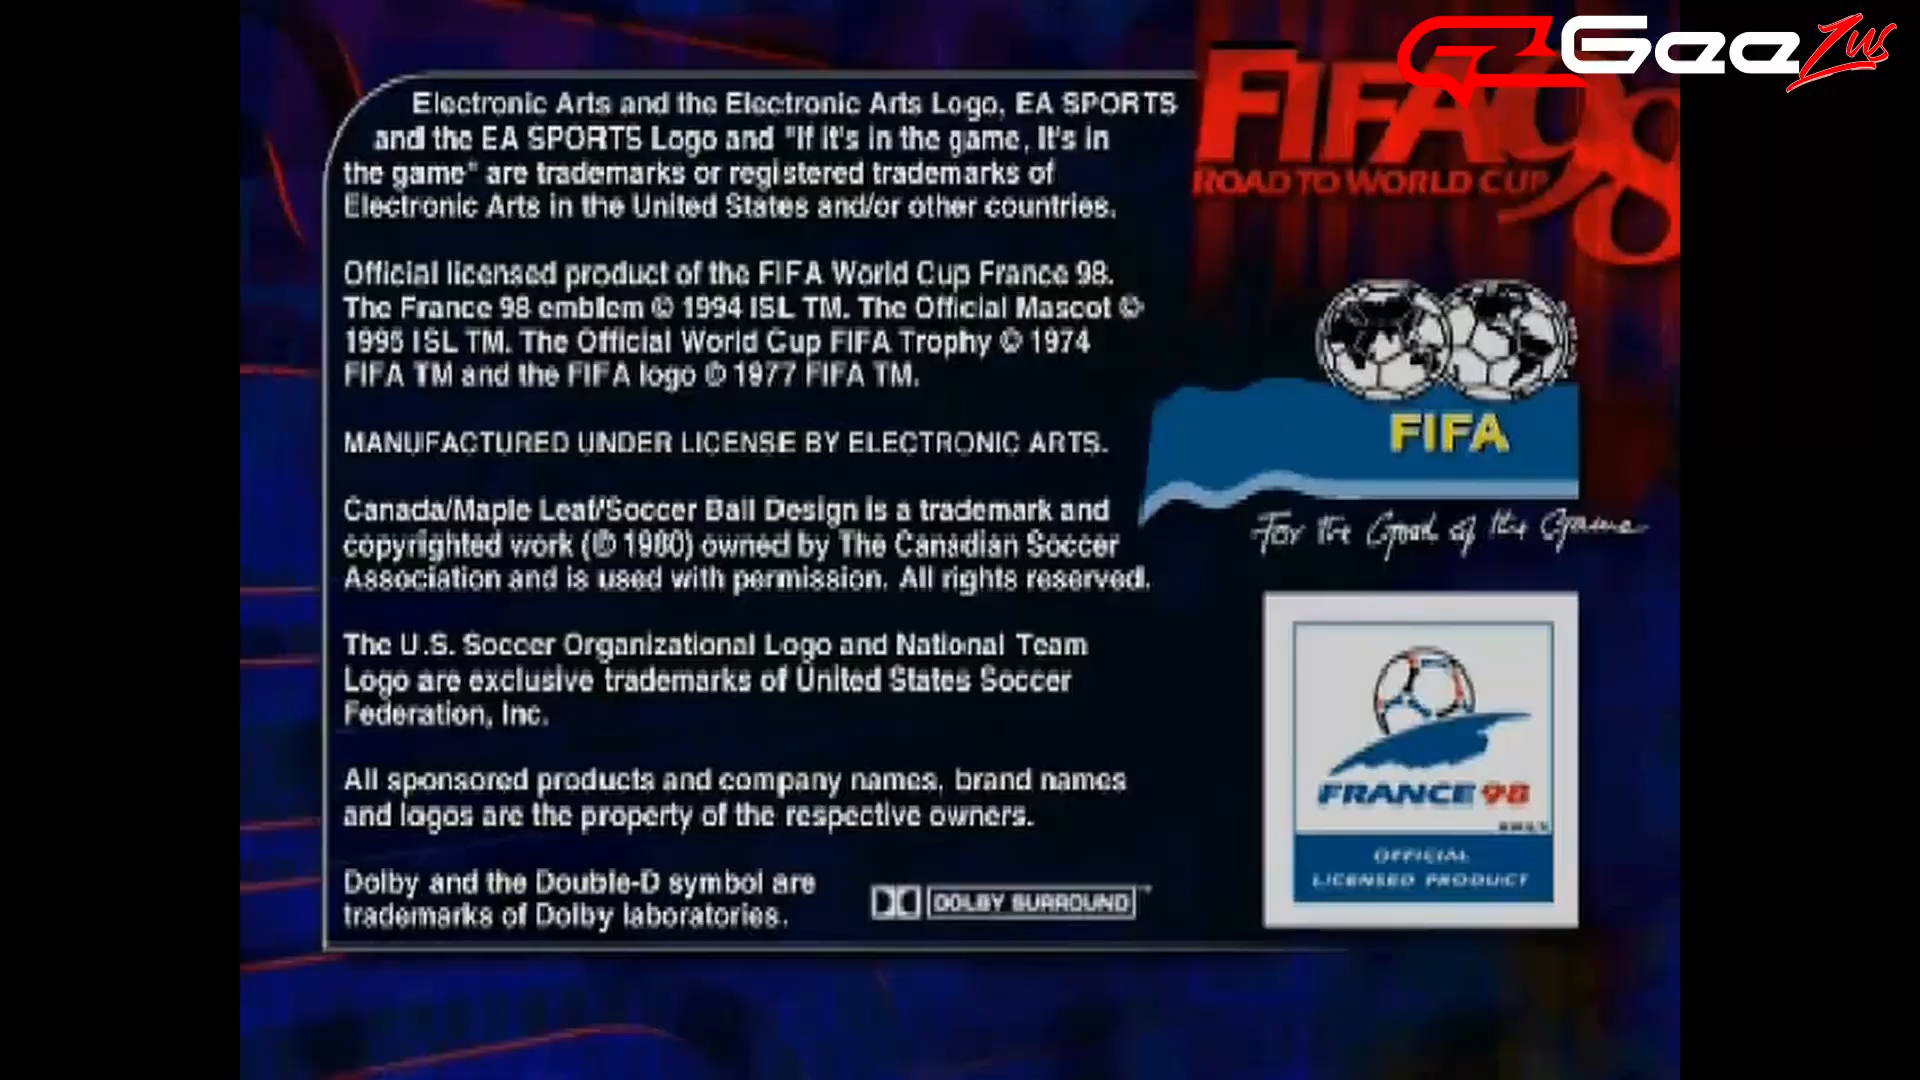 GeeZus
FIFA 98
ROAD TO WORLD CUP
Electronic Arts and the Electronic Arts Logo, EA SPORTS
and the EA SPORTS Logo and "If it's in the game, It's in
the game" are trademarks or registered trademarks of
Electronic Arts in the United States and/or other countries.
Official licensed product of the FIFA World Cup France 98.
The France 98 emblem © 1994 ISL TM. The Official Mascot ©
1996 ISL TM. The Official World Cup FIFA Trophy © 1974
FIFA TM and the FIFA logo © 1977 FIFA TM.
MANUFACTURED UNDER LICENSE BY ELECTRONIC ARTS.
Canada/Maple Leaf/Soccer Ball Design is a trademark and
copyrighted work (© 1980) owned by The Canadian Soccer
Association and is used with permission. All rights reserved.
The U.S. Soccer Organizational Logo and National Team
Logo are exclusive trademarks of United States Soccer
Federation, Inc.
All sponsored products and company names, brand names
and logos are the property of the respective owners.
Dolby and the Double-D symbol are
trademarks of Dolby laboratories.
DOLBY SURROUND ™
FIFA
For the Good of the Game
FRANCE 98
OFFICIAL
LICENSED PRODUCT